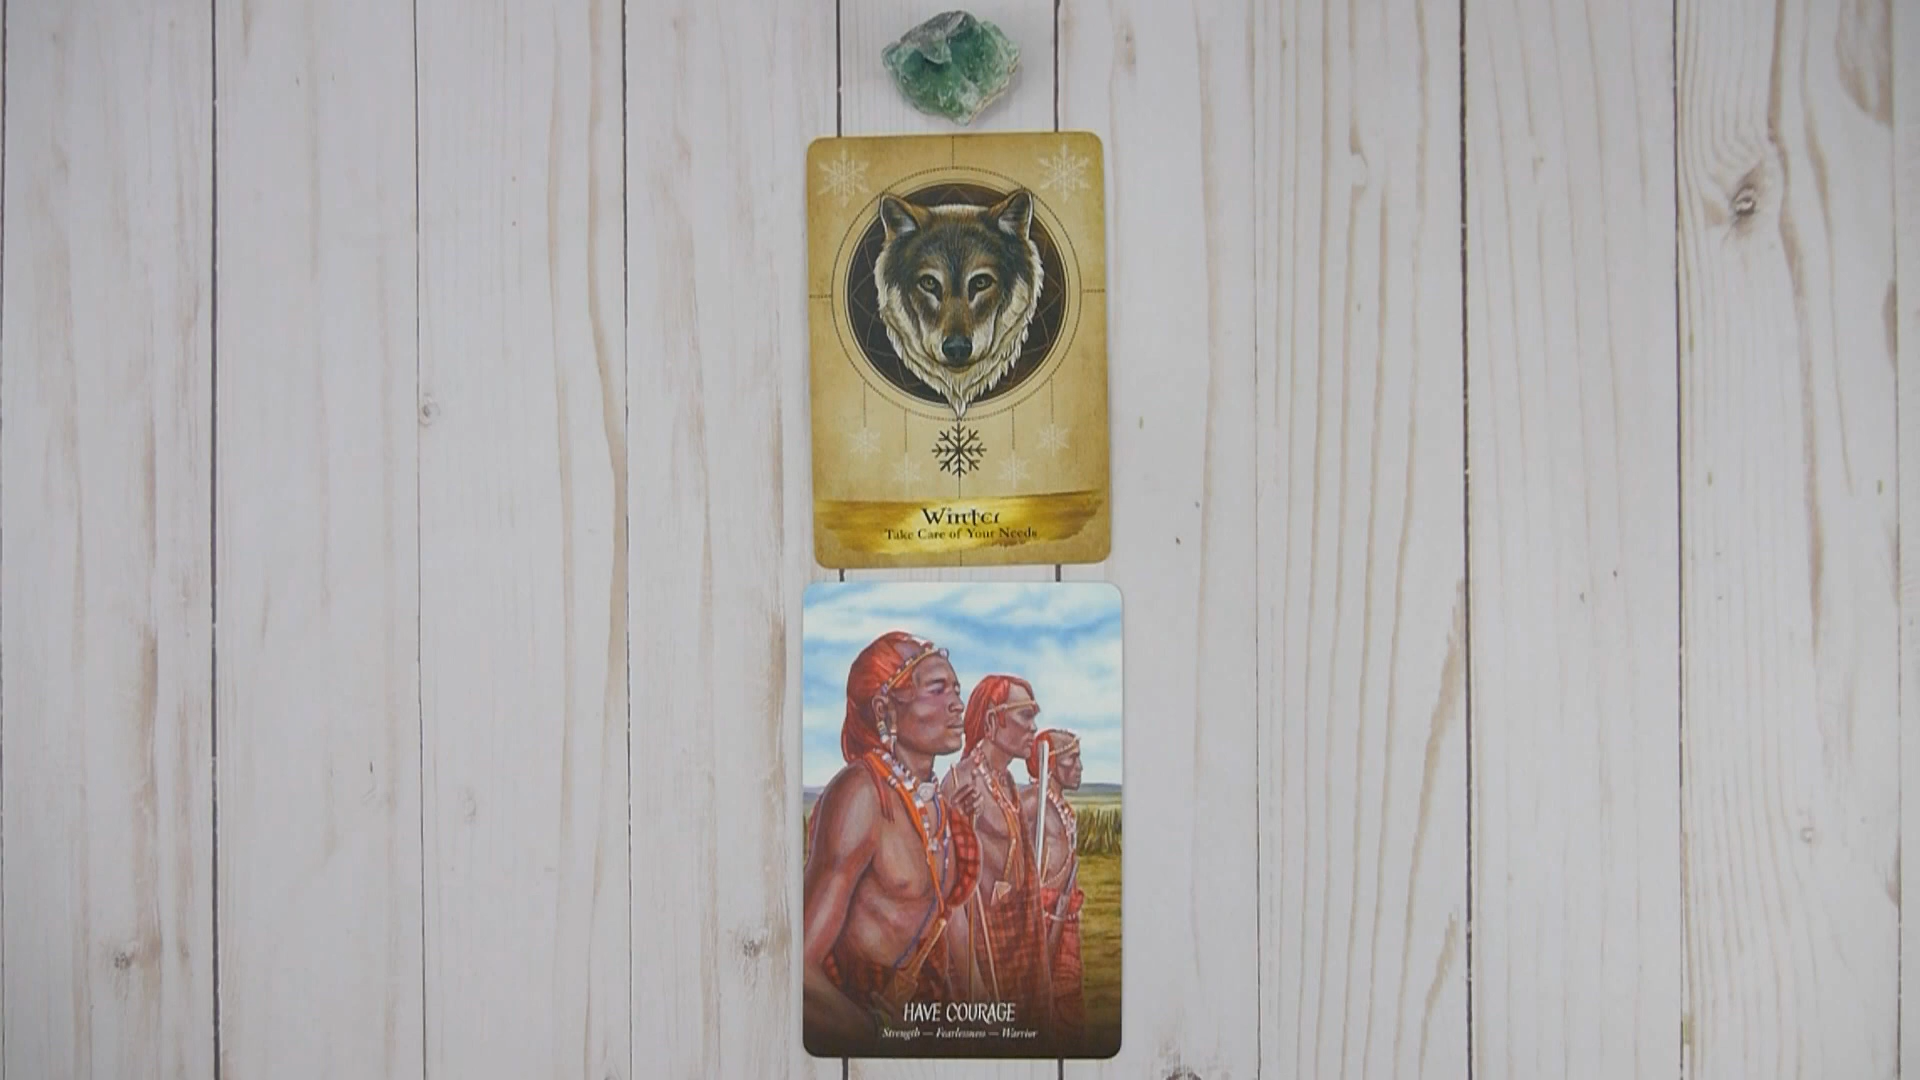 Winter
Take Care of Your Needs
HAVE COURAGE
Strength — Fearlessness — Warrior